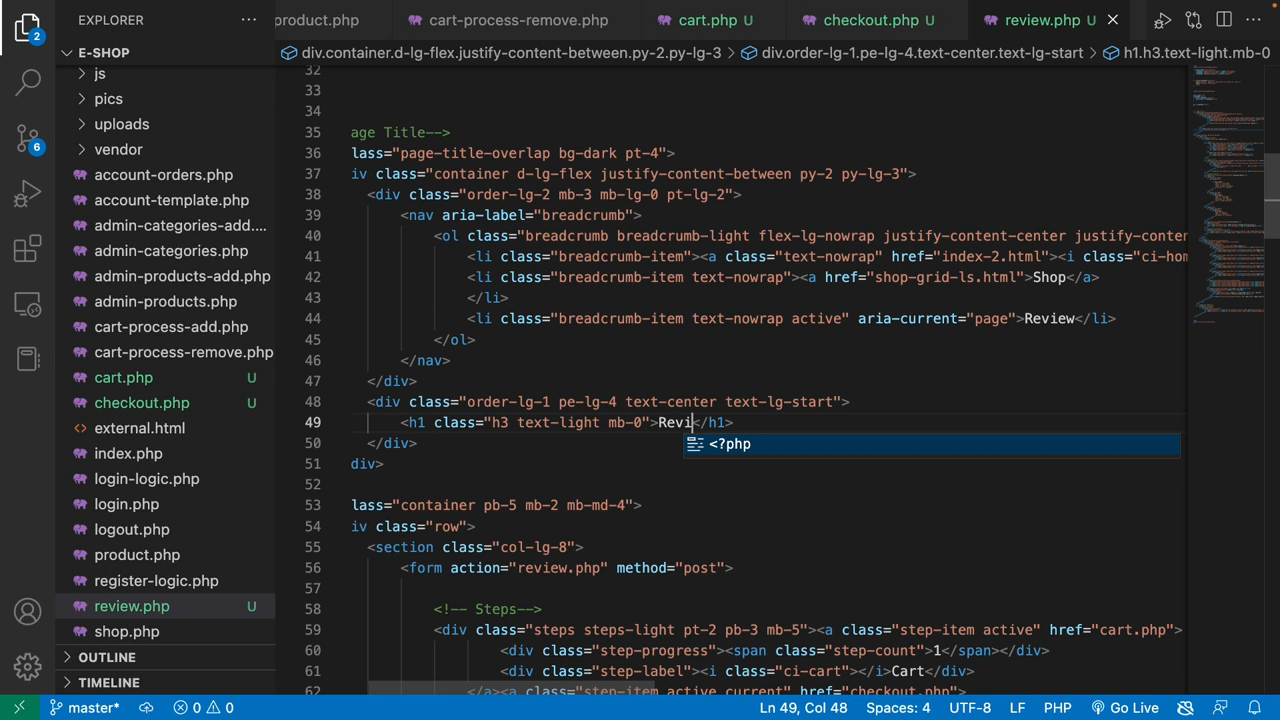 EXPLORER
product.php
cart-process-remove.php
cart.php U
checkout.php U
review.php U
E-SHOP
div.container.d-lg-flex.justify-content-between.py-2.py-lg-3 > div.order-lg-1.pe-lg-4.text-center.text-lg-start > h1.h3.text-light.mb-0
2
6
js
pics
uploads
vendor
account-orders.php
account-template.php
admin-categories-add....
admin-categories.php
admin-products-add.php
admin-products.php
cart-process-add.php
cart-process-remove.php
cart.php U
checkout.php U
external.html
index.php
login-logic.php
login.php
logout.php
product.php
register-logic.php
review.php U
shop.php
OUTLINE
TIMELINE
32
33
34
35 age Title-->
36 lass="page-title-overlap bg-dark pt-4">
37 iv class="container d-lg-flex justify-content-between py-2 py-lg-3">
38 <div class="order-lg-2 mb-3 mb-lg-0 pt-lg-2">
39 <nav aria-label="breadcrumb">
40 <ol class="breadcrumb breadcrumb-light flex-lg-nowrap justify-content-center justify-conter
41 <li class="breadcrumb-item"><a class="text-nowrap" href="index-2.html"><i class="ci-hom
42 <li class="breadcrumb-item text-nowrap"><a href="shop-grid-ls.html">Shop</a>
43 </li>
44 <li class="breadcrumb-item text-nowrap active" aria-current="page">Review</li>
45 </ol>
46 </nav>
47 </div>
48 <div class="order-lg-1 pe-lg-4 text-center text-lg-start">
49 <h1 class="h3 text-light mb-0">Revi</h1>
<?php
50 </div>
51 div>
52
53 lass="container pb-5 mb-2 mb-md-4">
54 iv class="row">
55 <section class="col-lg-8">
56 <form action="review.php" method="post">
57
58 <!-- Steps-->
59 <div class="steps steps-light pt-2 pb-3 mb-5"><a class="step-item active" href="cart.php">
60 <div class="step-progress"><span class="step-count">1</span></div>
61 <div class="step-label"><i class="ci-cart"></i>Cart</div>
62 </a><a class="step-item active current" href="checkout.php">
master* 0 0 Ln 49, Col 48 Spaces: 4 UTF-8 LF PHP Go Live